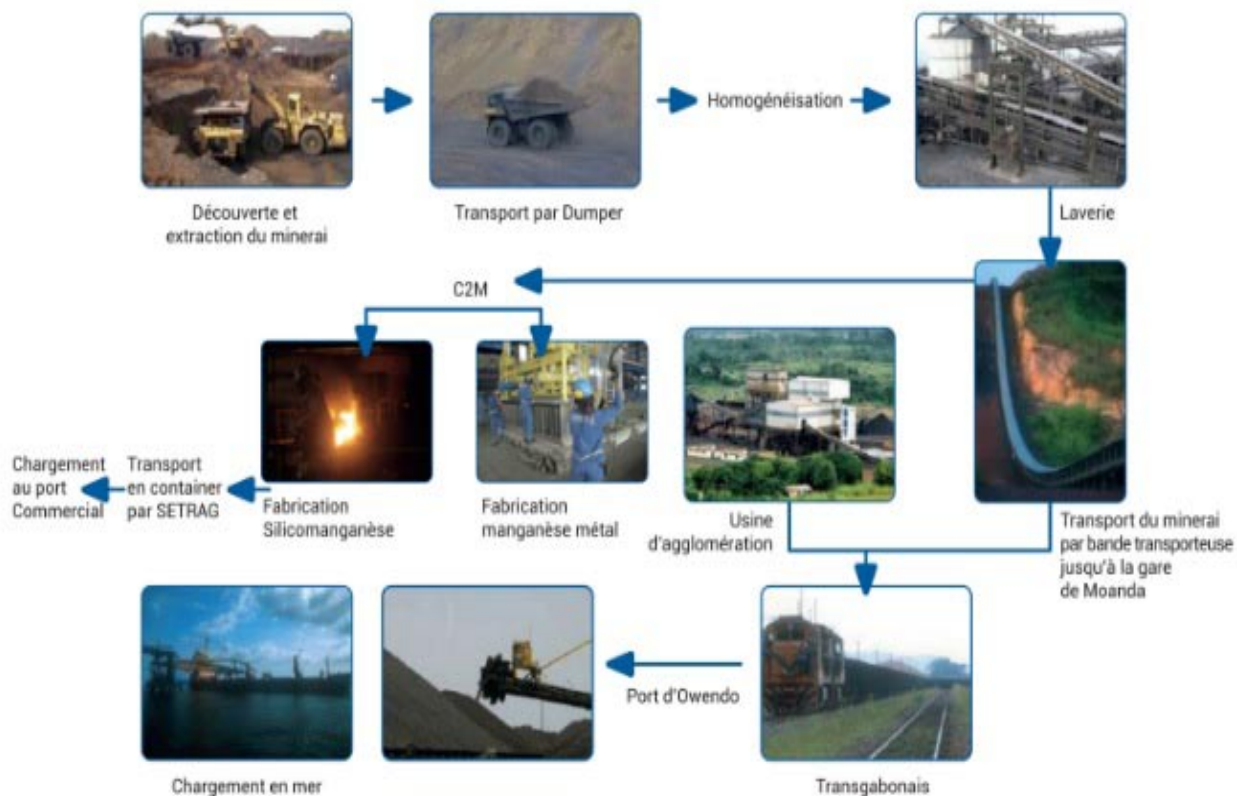 Homogénéisation
Découverte et
extraction du minerai
Transport par Dumper
Laverie
C2M
Chargement
au port
Commercial
Transport
en container
par SETRAG
Fabrication
Silicomanganèse
Fabrication
manganèse métal
Usine
d'agglomération
Transport du minerai
par bande transporteuse
jusqu'à la gare
de Moanda
Port d'Owendo
Chargement en mer
Transgabonais